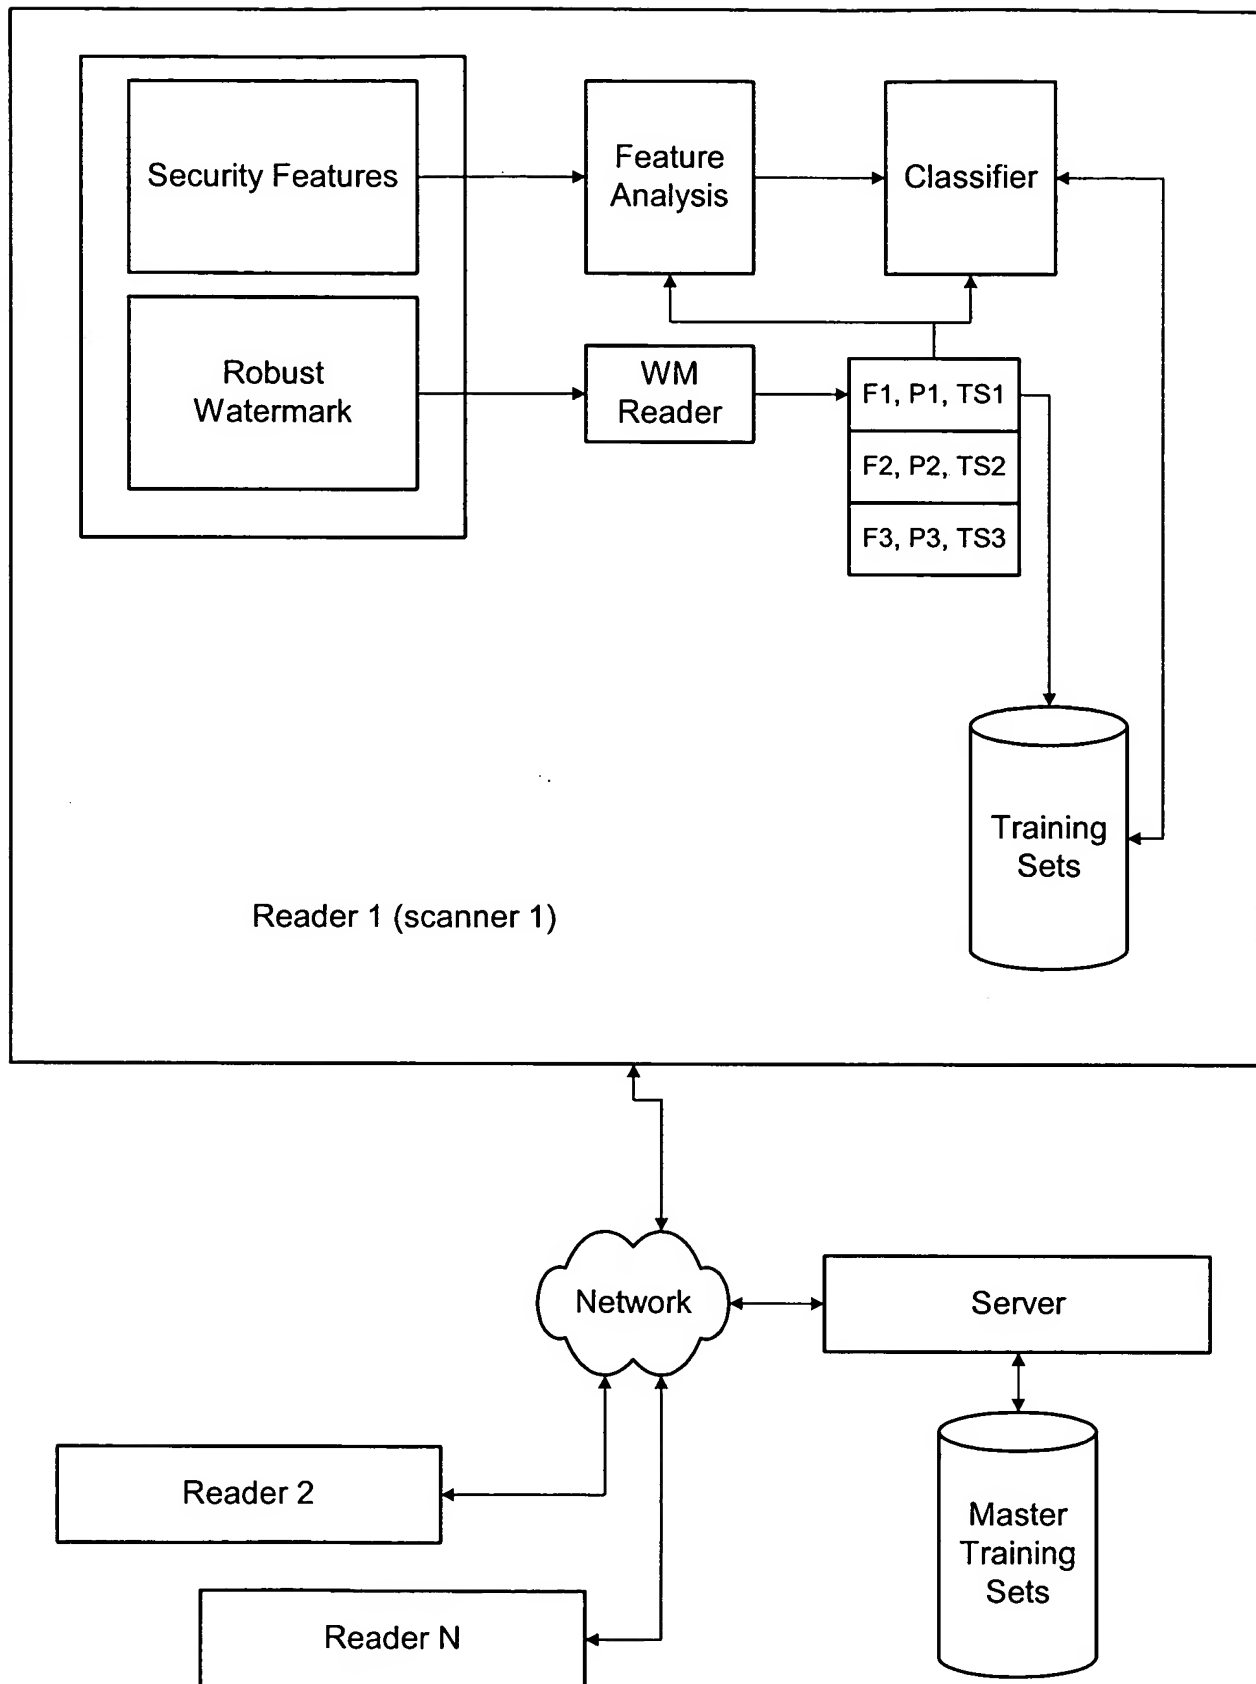 Security Features
Feature
Analysis
Classifier
Robust
Watermark
WM
Reader
F1, P1, TS1
F2, P2, TS2
F3, P3, TS3
Training
Sets
Reader 1 (scanner 1)
Network
Server
Reader 2
Master
Training
Sets
Reader N